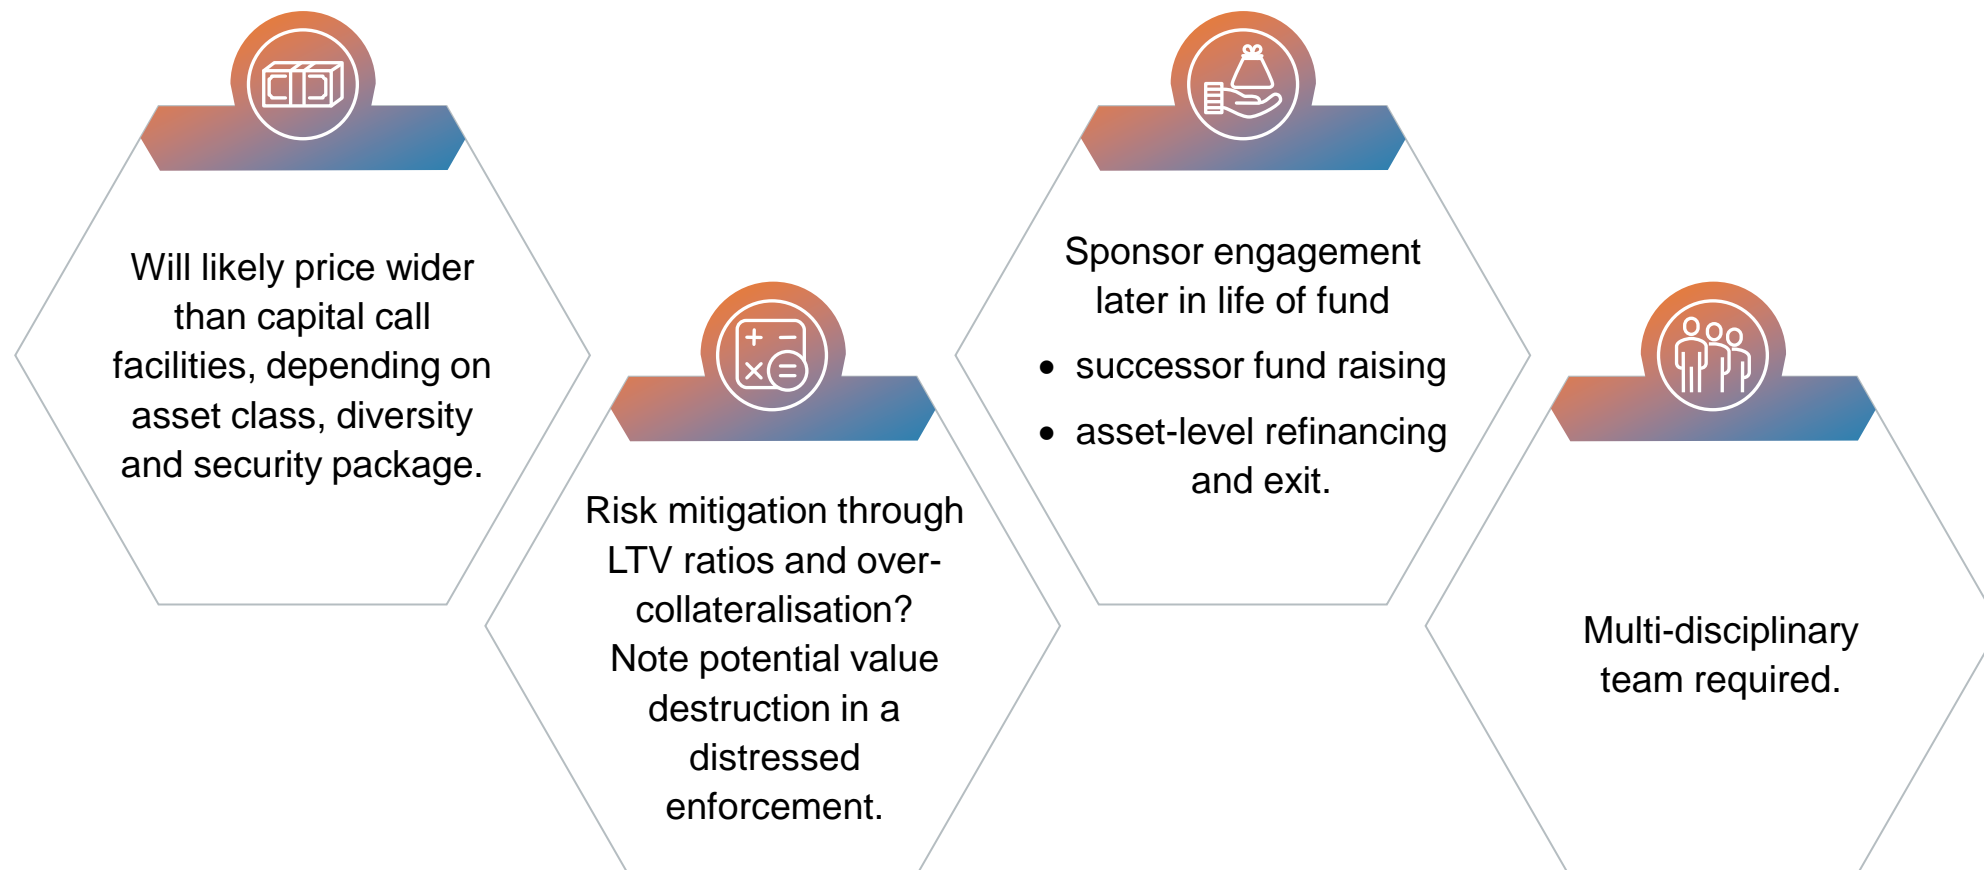 Will likely price wider
than capital call
facilities, depending on
asset class, diversity
and security package.
Risk mitigation through
LTV ratios and over-
collateralisation?
Note potential value
destruction in a
distressed
enforcement.
Sponsor engagement
later in life of fund
• successor fund raising
• asset-level refinancing
and exit.
Multi-disciplinary
team required.